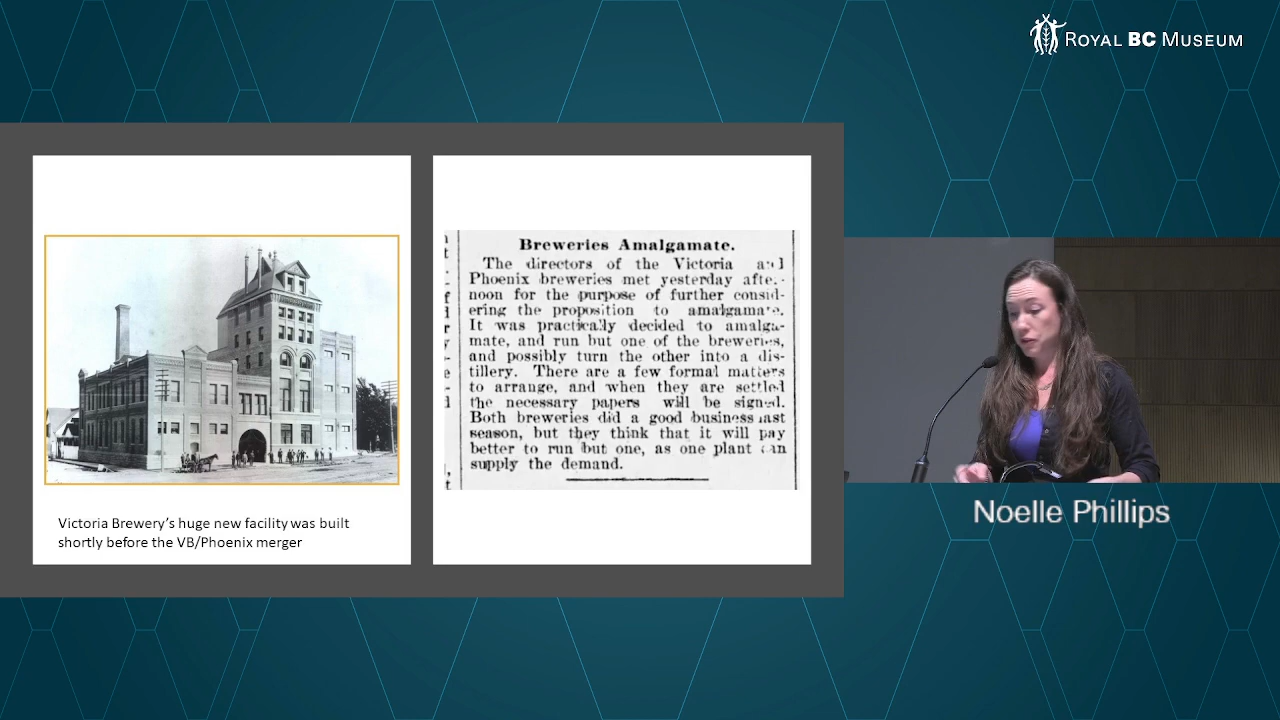 ROYAL BC MUSEUM
Breweries Amalgamate.
The directors of the Victoria and
Phoenix breweries met yesterday after-
noon for the purpose of further consid-
ering the proposition to amalgamate.
It was practically decided to amalga-
mate, and run but one of the breweries,
and possibly turn the other into a dis-
tillery. There are a few formal matters
to arrange, and when they are settled
the necessary papers will be signed.
Both breweries did a good business last
season, but they think that it will pay
better to run but one, as one plant can
supply the demand.
Victoria Brewery's huge new facility was built
shortly before the VB/Phoenix merger
Noelle Phillips